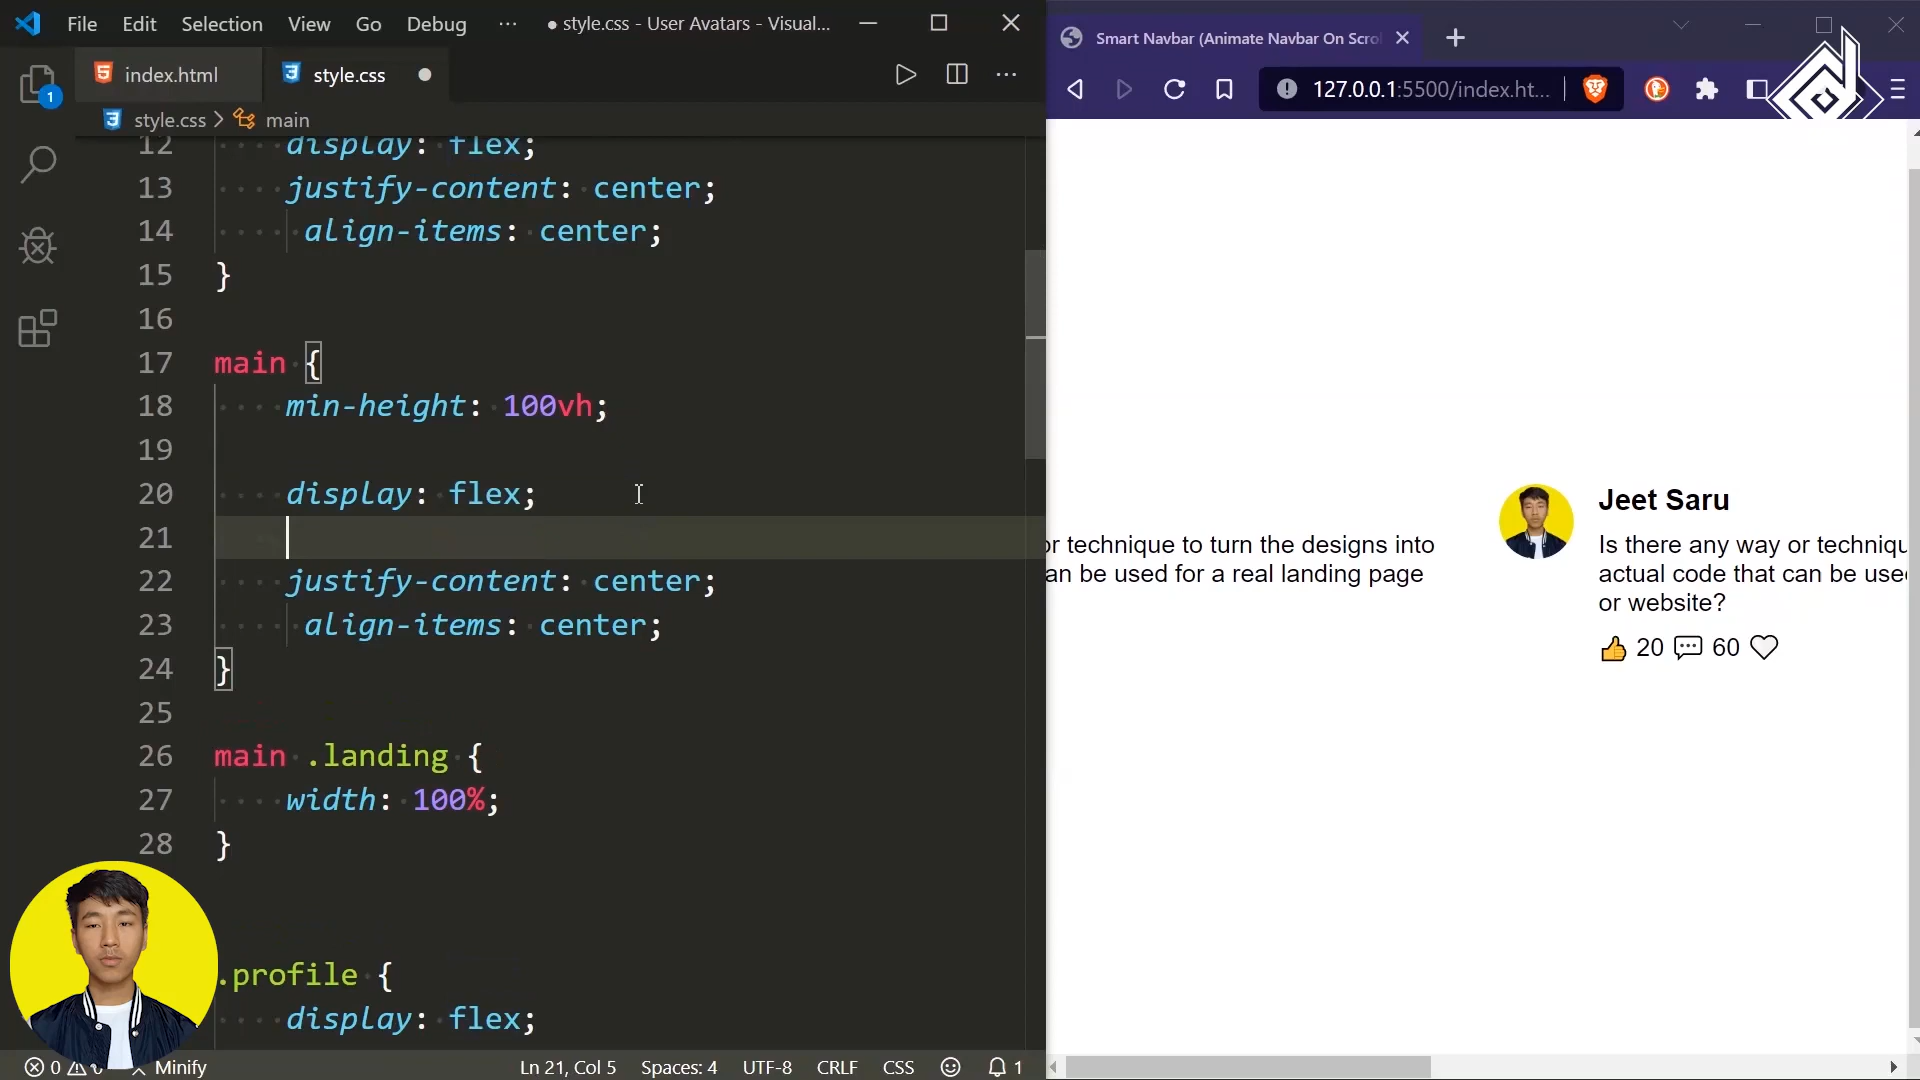 File Edit Selection View Go Debug ··· ● style.css - User Avatars - Visual...
index.html style.css ●
style.css > main
12 display: flex;
13 justify-content: center;
14 align-items: center;
15 }
16
17 main {
18 min-height: 100vh;
19
20 display: flex;
21
22 justify-content: center;
23 align-items: center;
24 }
25
26 main .landing {
27 width: 100%;
28 }
.profile {
display: flex;
0 Minify Ln 21, Col 5 Spaces: 4 UTF-8 CRLF CSS 1
1
Smart Navbar (Animate Navbar On Scro
127.0.0.1:5500/index.ht...
or technique to turn the designs into
an be used for a real landing page
Jeet Saru
Is there any way or techniqu
actual code that can be use
or website?
20 60